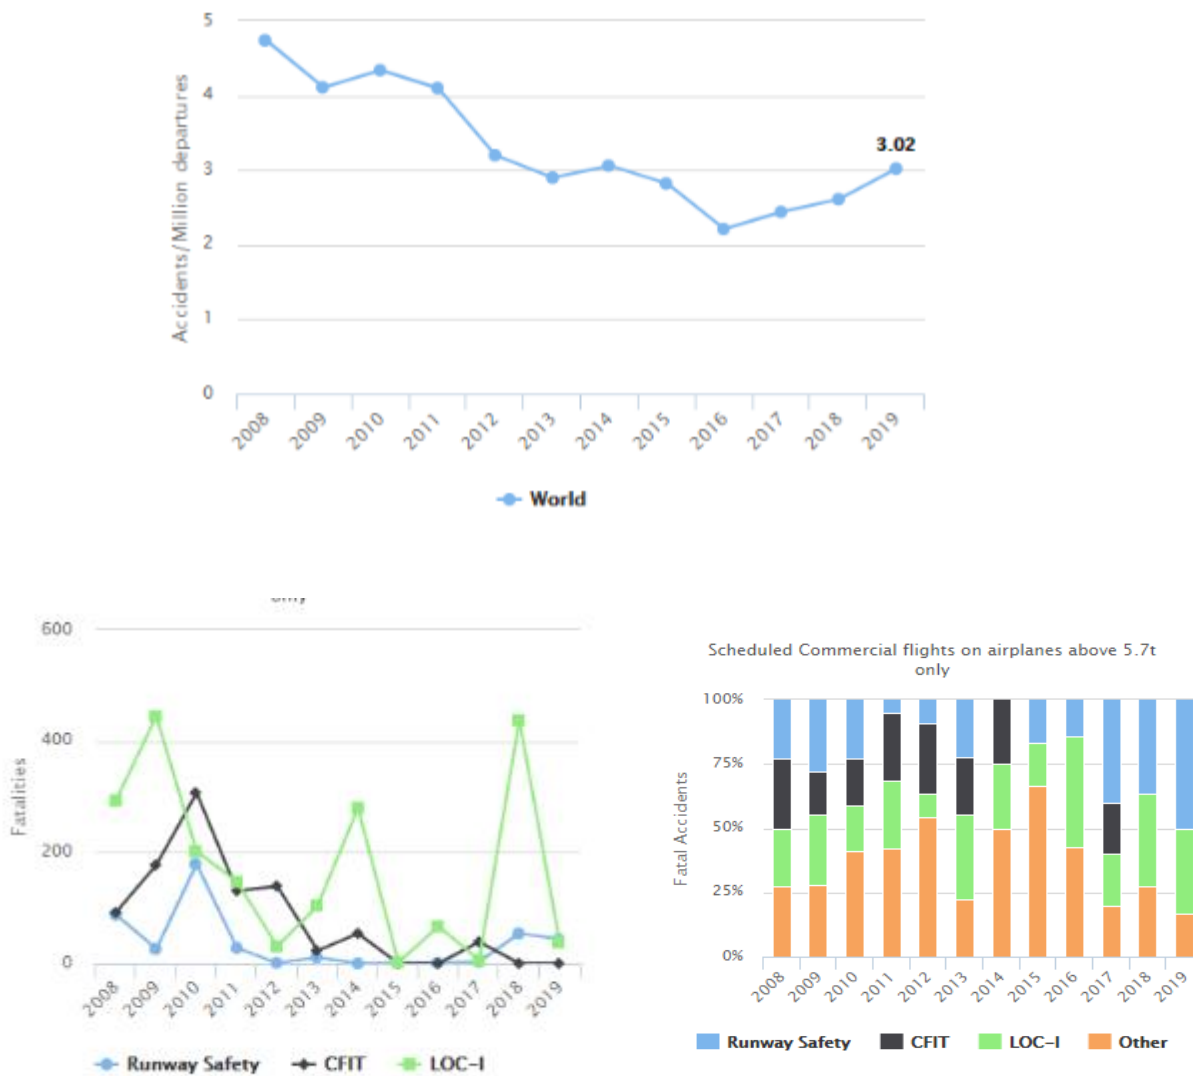 5
4
3
2
1
0
Accidents/Million departures
3.02
2008 2009 2010 2011 2012 2013 2014 2015 2016 2017 2018 2019
World
only
600
400
200
0
Fatalities
2008 2009 2010 2011 2012 2013 2014 2015 2016 2017 2018 2019
Runway Safety CFIT LOC-I
Scheduled Commercial flights on airplanes above 5.7t
only
100%
75%
50%
25%
0%
Fatal Accidents
2008 2009 2010 2011 2012 2013 2014 2015 2016 2017 2018 2019
Runway Safety CFIT LOC-I Other